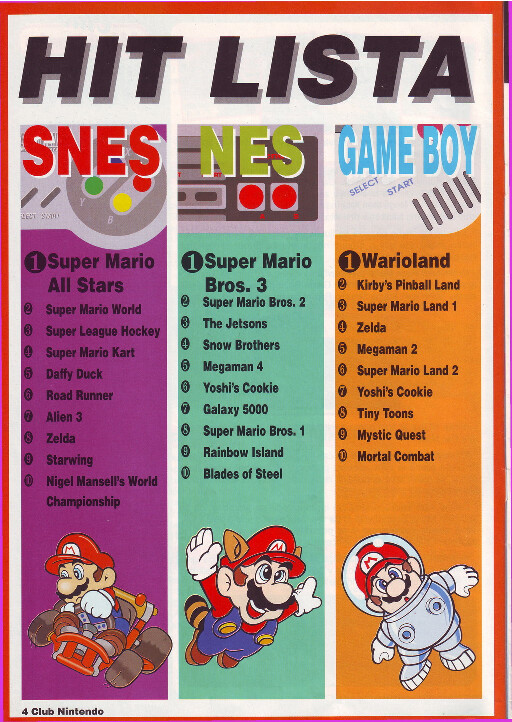 HIT LISTA
SNES
SELECT START
Y
B
1 Super Mario
All Stars
2 Super Mario World
3 Super League Hockey
4 Super Mario Kart
5 Daffy Duck
6 Road Runner
7 Alien 3
8 Zelda
9 Starwing
10 Nigel Mansell's World
Championship
NES
1 Super Mario
Bros. 3
2 Super Mario Bros. 2
3 The Jetsons
4 Snow Brothers
5 Megaman 4
6 Yoshi's Cookie
7 Galaxy 5000
8 Super Mario Bros. 1
9 Rainbow Island
10 Blades of Steel
GAME BOY
SELECT START
1 Warioland
2 Kirby's Pinball Land
3 Super Mario Land 1
4 Zelda
5 Megaman 2
6 Super Mario Land 2
7 Yoshi's Cookie
8 Tiny Toons
9 Mystic Quest
10 Mortal Combat
M
M
M
4 Club Nintendo